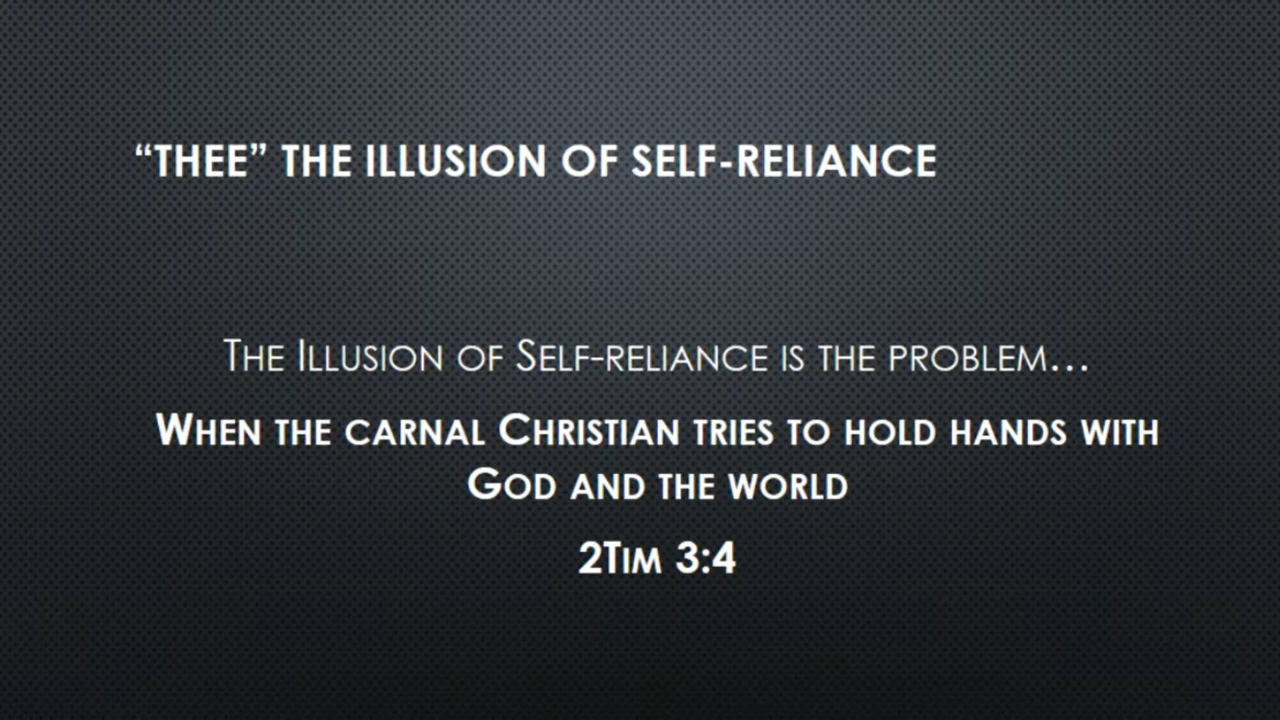 “THEE” THE ILLUSION OF SELF-RELIANCE
THE ILLUSION OF SELF-RELIANCE IS THE PROBLEM...
WHEN THE CARNAL CHRISTIAN TRIES TO HOLD HANDS WITH
GOD AND THE WORLD
2TIM 3:4